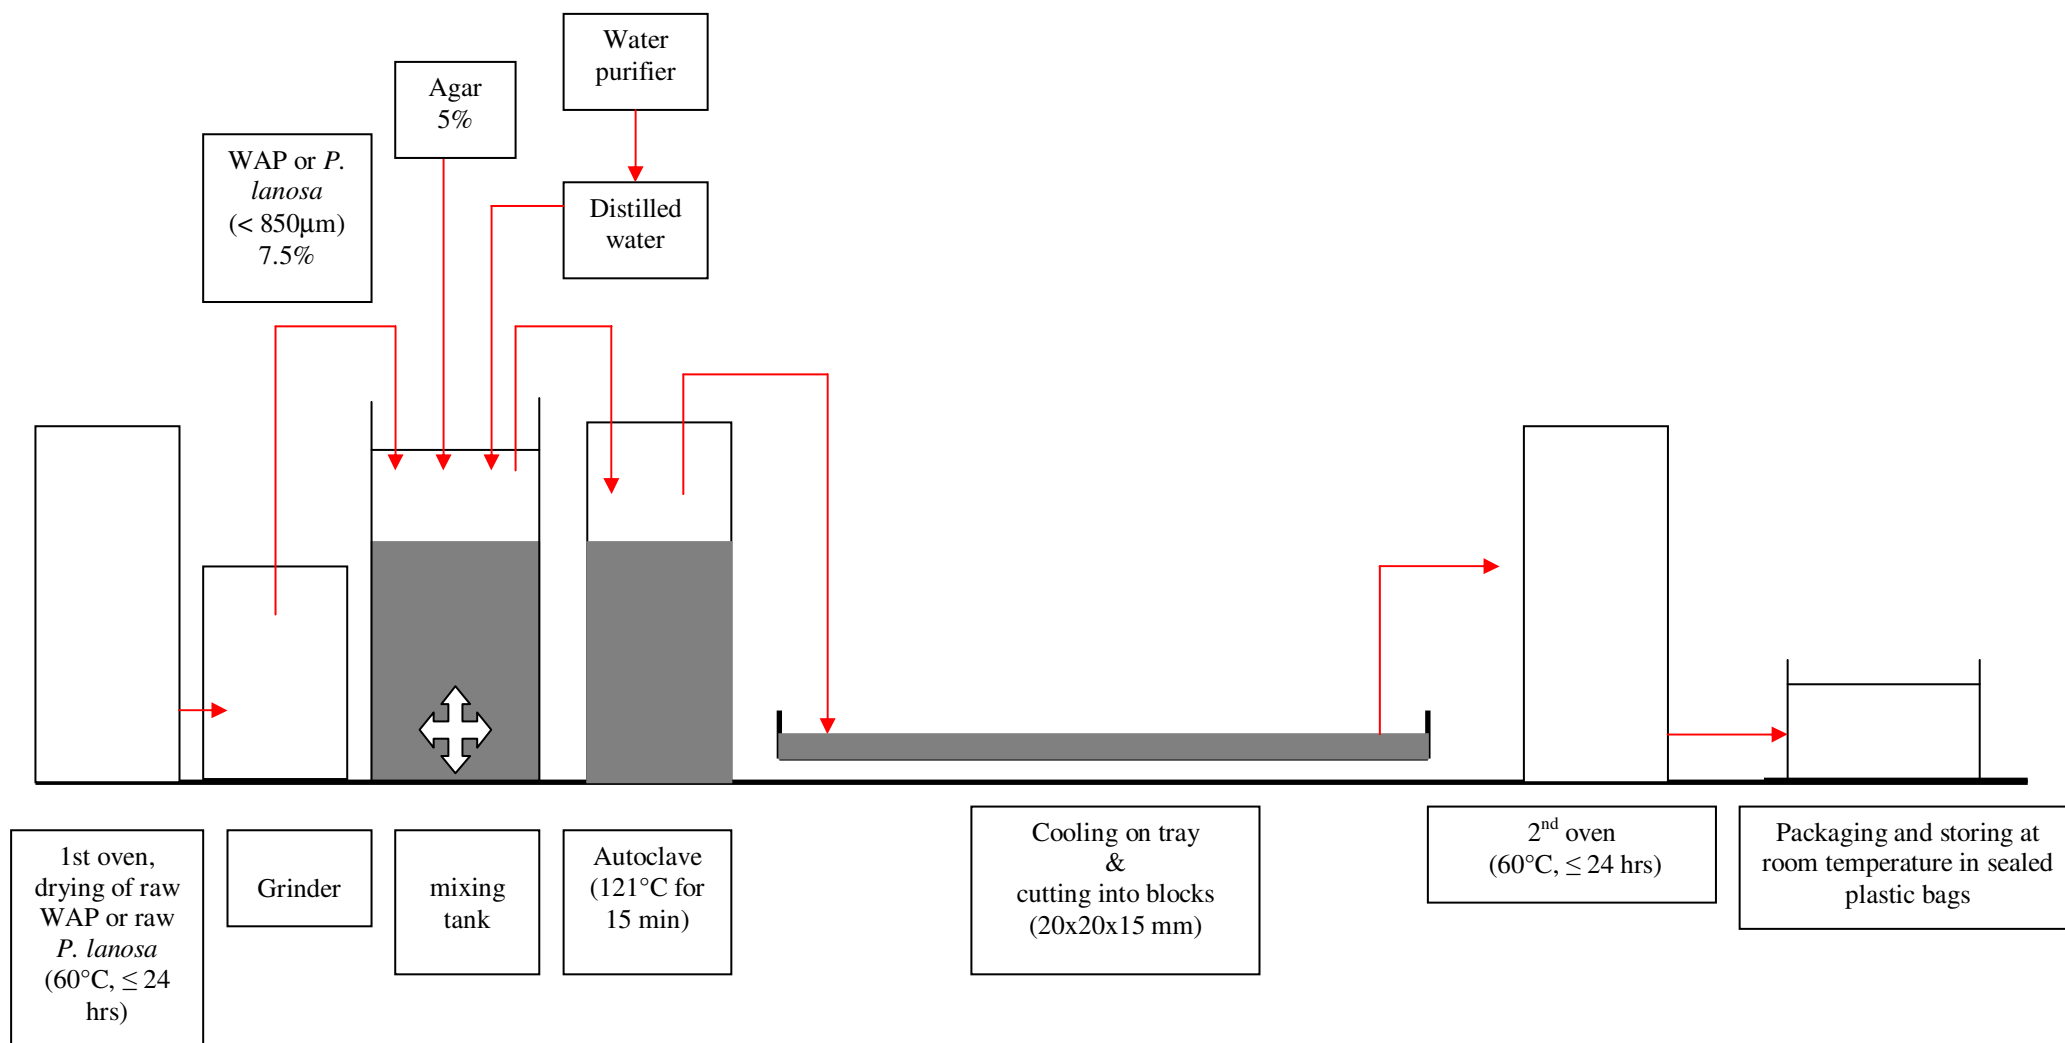 Water
purifier
Agar
5%
WAP or P.
lanosa
(< 850µm)
7.5%
Distilled
water
1st oven,
drying of raw
WAP or raw
P. lanosa
(60°C, ≤ 24
hrs)
Grinder
mixing
tank
Autoclave
(121°C for
15 min)
Cooling on tray
&
cutting into blocks
(20x20x15 mm)
2nd oven
(60°C, ≤ 24 hrs)
Packaging and storing at
room temperature in sealed
plastic bags